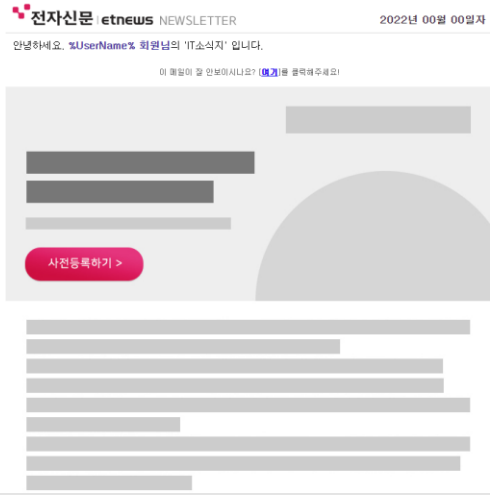 전자신문 | etnews NEWSLETTER
2022년 00월 00일자
안녕하세요, %UserName% 회원님의 'IT소식지' 입니다.
이 메일이 잘 안보이시나요? [여기]를 클릭해주세요!
사전등록하기 >